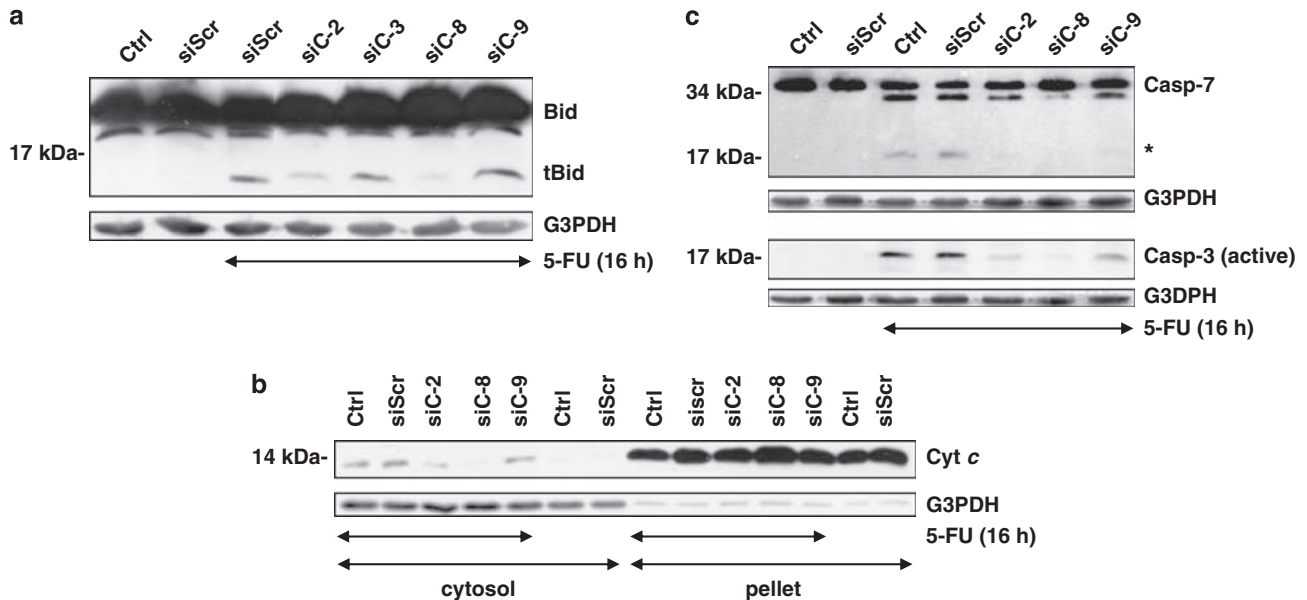 a
Ctrl siScr siScr siC-2 siC-3 siC-8 siC-9
Bid
17 kDa-
tBid
G3PDH
5-FU (16 h)
c
Ctrl siScr Ctrl siScr siC-2 siC-8 siC-9
34 kDa- Casp-7
17 kDa- *
G3PDH
17 kDa- Casp-3 (active)
G3DPH
5-FU (16 h)
b
Ctrl siScr siC-2 siC-8 siC-9 Ctrl siScr Ctrl siscr siC-2 siC-8 siC-9 Ctrl siScr
14 kDa- Cyt c
G3PDH
5-FU (16 h)
cytosol pellet